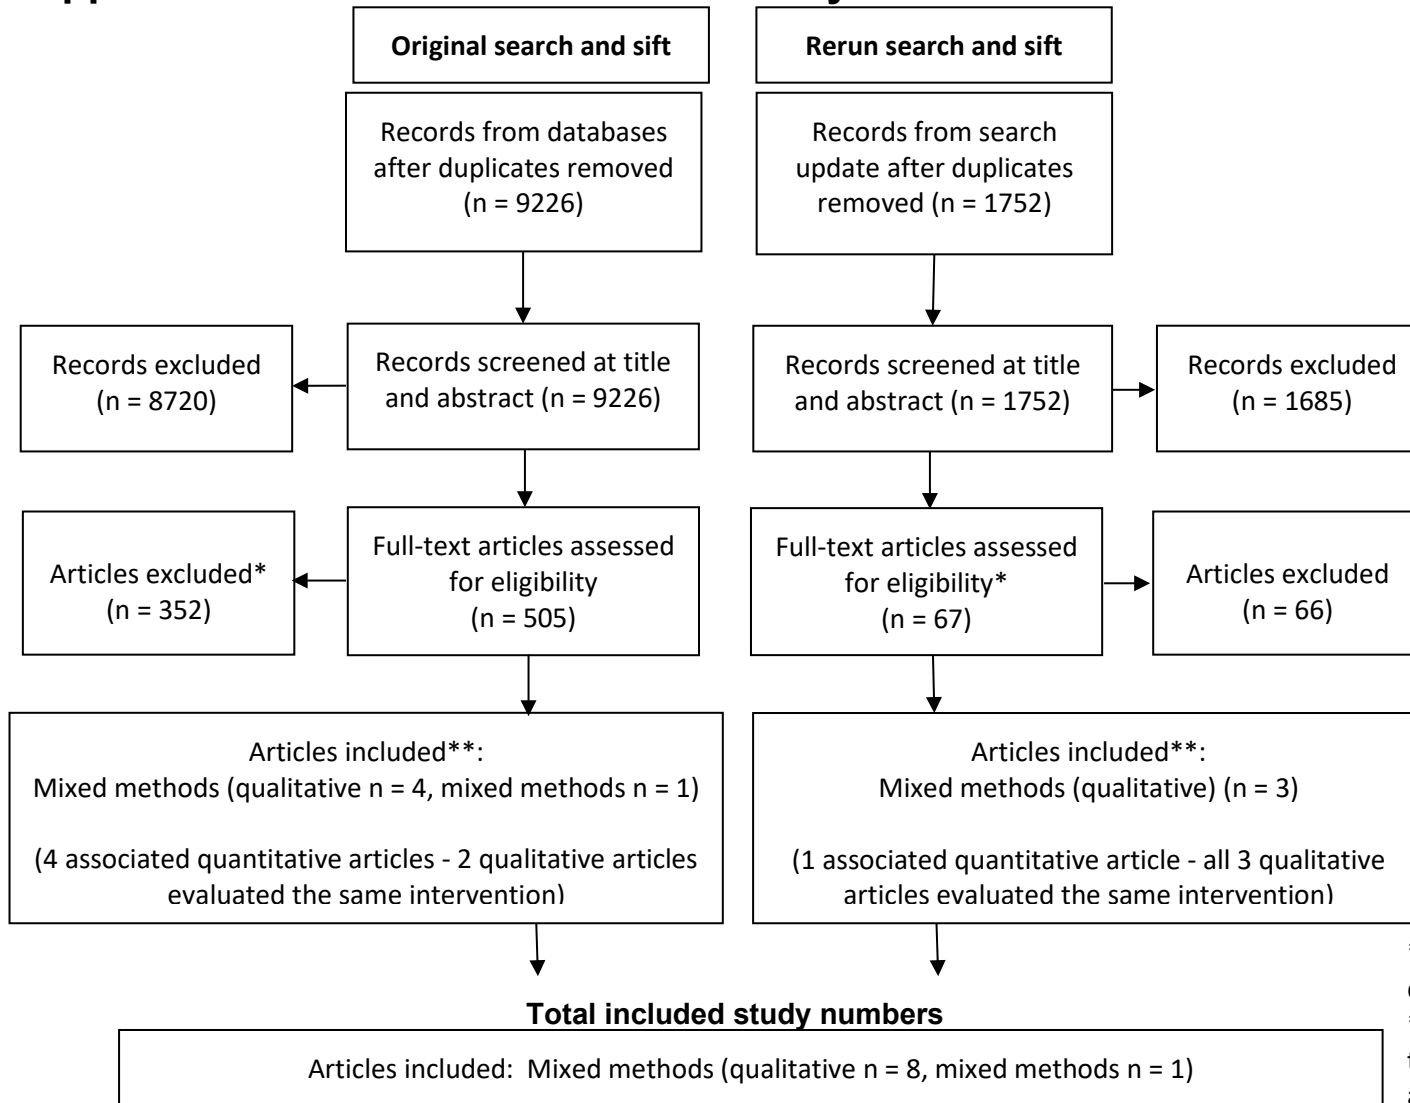 Original search and sift
Rerun search and sift
Records from databases
after duplicates removed
(n = 9226)
Records from search
update after duplicates
removed (n = 1752)
Records excluded
(n = 8720)
Records screened at title
and abstract (n = 9226)
Records screened at title
and abstract (n = 1752)
Records excluded
(n = 1685)
Articles excluded*
(n = 352)
Full-text articles assessed
for eligibility
(n = 505)
Full-text articles assessed
for eligibility*
(n = 67)
Articles excluded
(n = 66)
Articles included**:
Mixed methods (qualitative n = 4, mixed methods n = 1)
(4 associated quantitative articles - 2 qualitative articles
evaluated the same intervention)
Articles included**:
Mixed methods (qualitative) (n = 3)
(1 associated quantitative article - all 3 qualitative
articles evaluated the same intervention)
Total included study numbers
Articles included:  Mixed methods (qualitative n = 8, mixed methods n = 1)